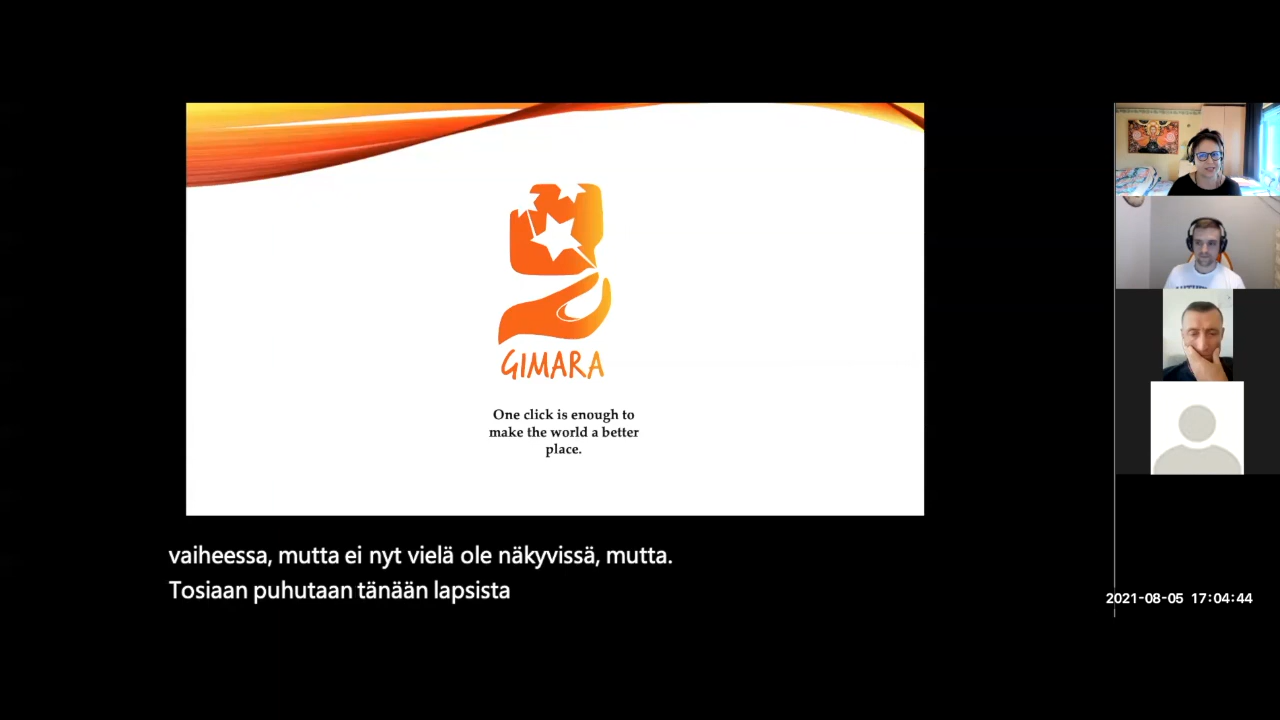 GIMARA
One click is enough to
make the world a better
place.
vaiheessa, mutta ei nyt vielä ole näkyvissä, mutta.
Tosiaan puhutaan tänään lapsista
2021-08-05 17:04:44